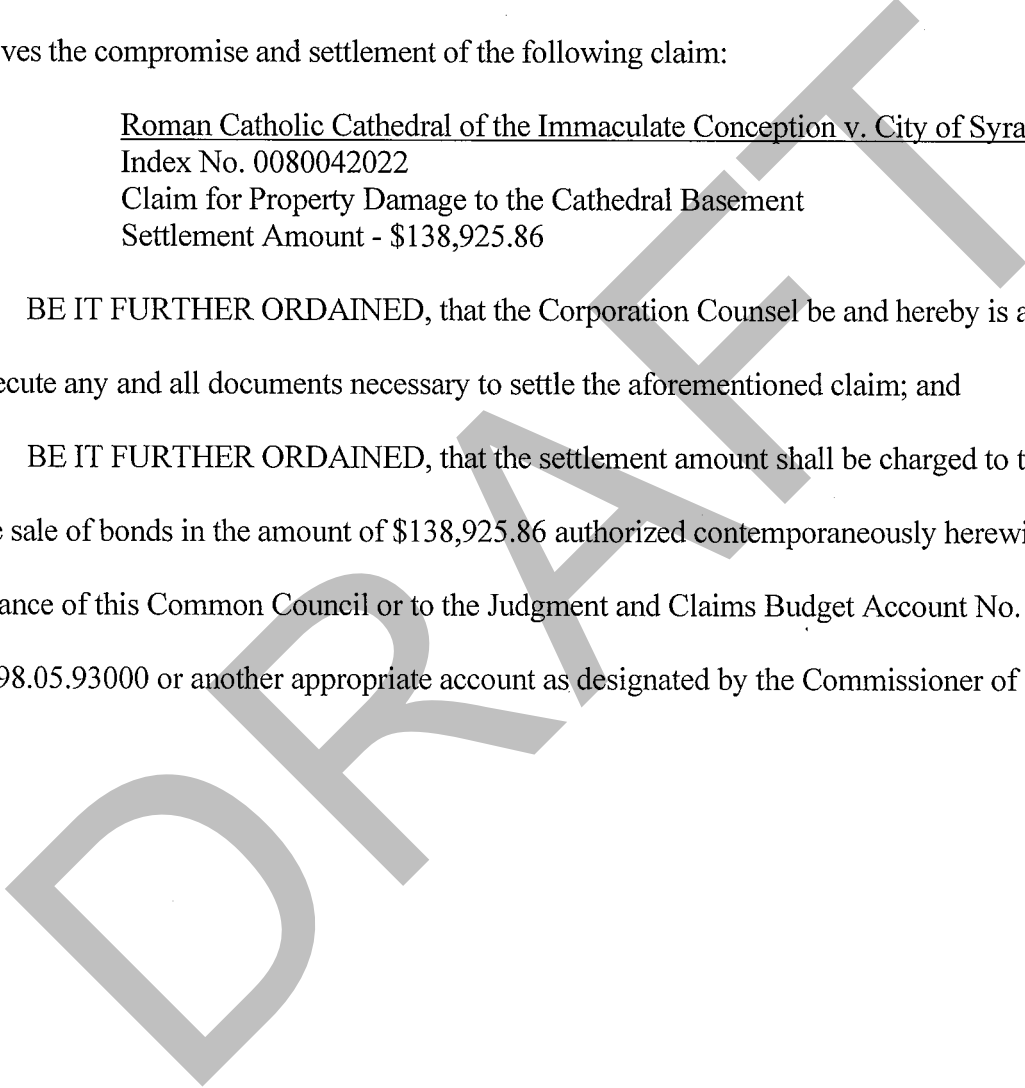 ves the compromise and settlement of the following claim:
Roman Catholic Cathedral of the Immaculate Conception v. City of Syra
Index No. 0080042022
Claim for Property Damage to the Cathedral Basement
Settlement Amount - $138,925.86
BE IT FURTHER ORDAINED, that the Corporation Counsel be and hereby is a
ecute any and all documents necessary to settle the aforementioned claim; and
BE IT FURTHER ORDAINED, that the settlement amount shall be charged to t
e sale of bonds in the amount of $138,925.86 authorized contemporaneously herewi
ance of this Common Council or to the Judgment and Claims Budget Account No.
98.05.93000 or another appropriate account as designated by the Commissioner of
DRAFT